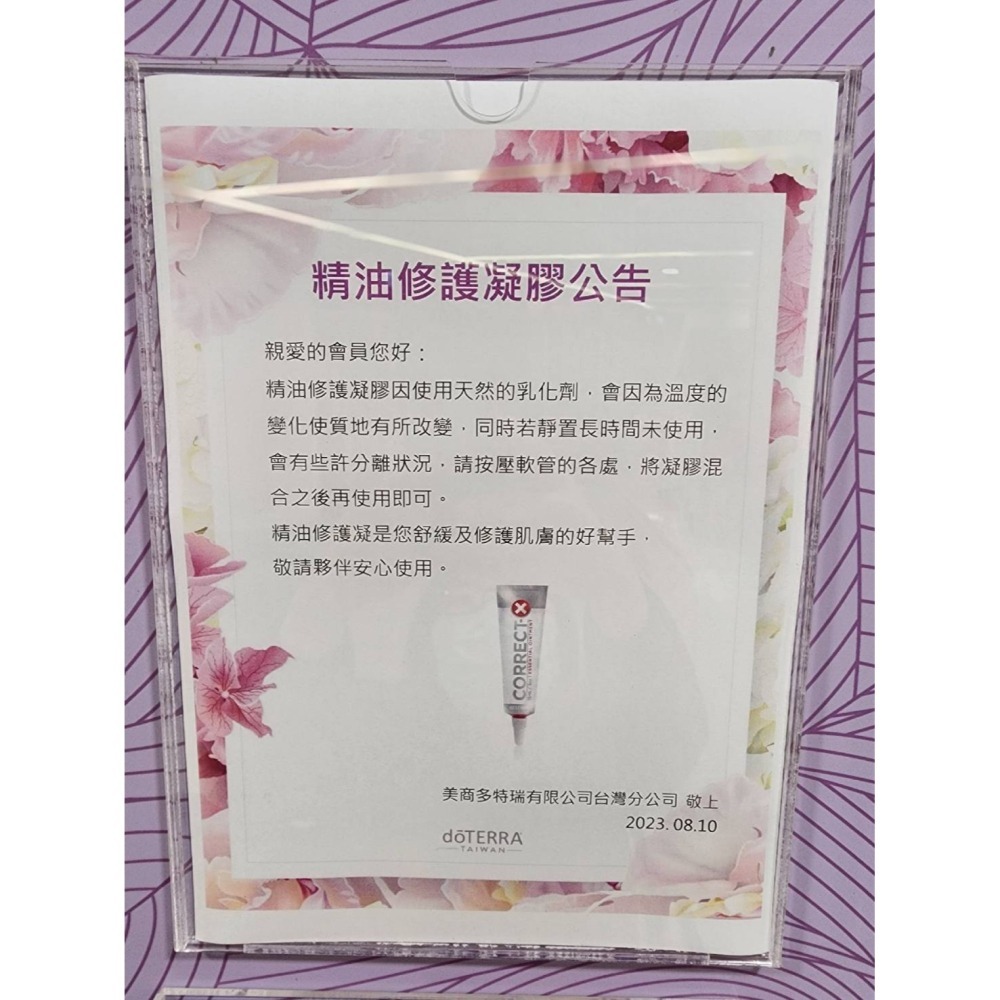 精油修護凝膠公告
親愛的會員您好：
精油修護凝膠因使用天然的乳化劑，會因為溫度的
變化使質地有所改變，同時若靜置長時間未使用，
會有些許分離狀況，請按壓軟管的各處，將凝膠混
合之後再使用即可。
精油修護凝是您舒緩及修護肌膚的好幫手，
敬請夥伴安心使用。
CORRECT-X
美商多特瑞有限公司台灣分公司 敬上
2023.08.10
dōTERRA
TAIWAN